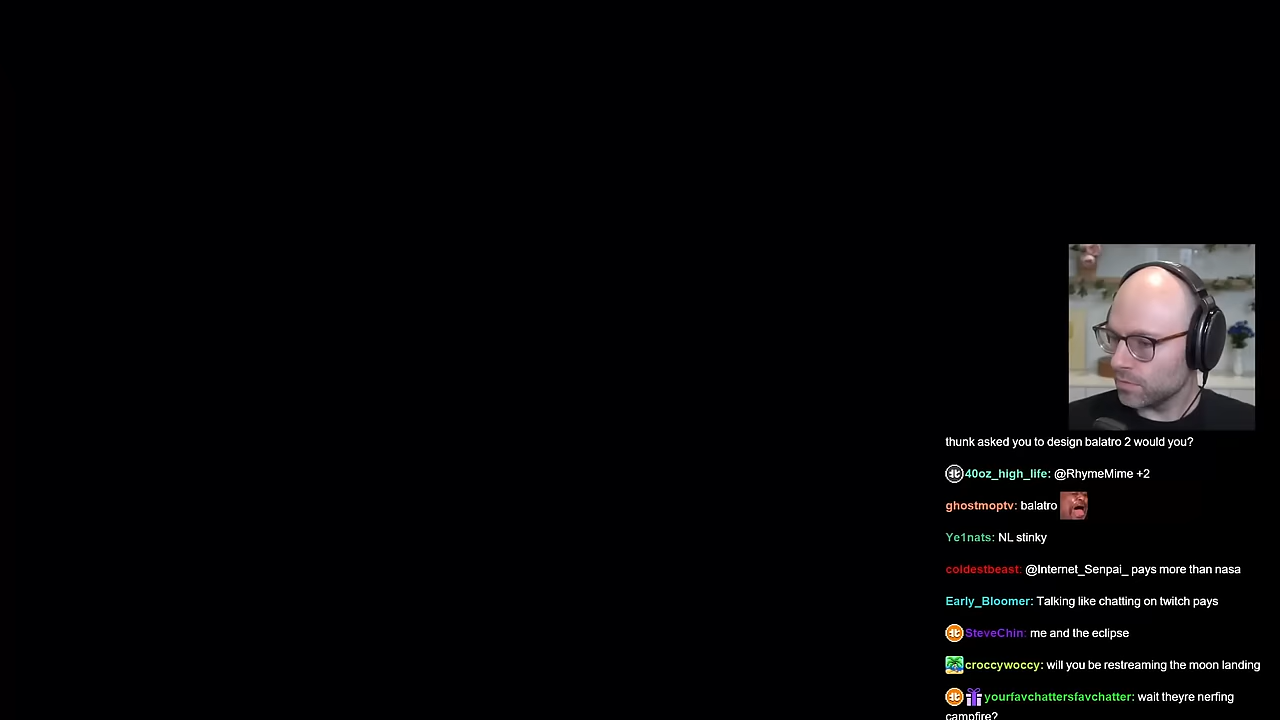 thunk asked you to design balatro 2 would you?
40oz_high_life: @RhymeMime +2
ghostmoptv: balatro
Ye1nats: NL stinky
coldestbeast: @Internet_Senpai_ pays more than nasa
Early_Bloomer: Talking like chatting on twitch pays
SteveChin: me and the eclipse
croccywoccy: will you be restreaming the moon landing
yourfavchattersfavchatter: wait theyre nerfing
campfire?